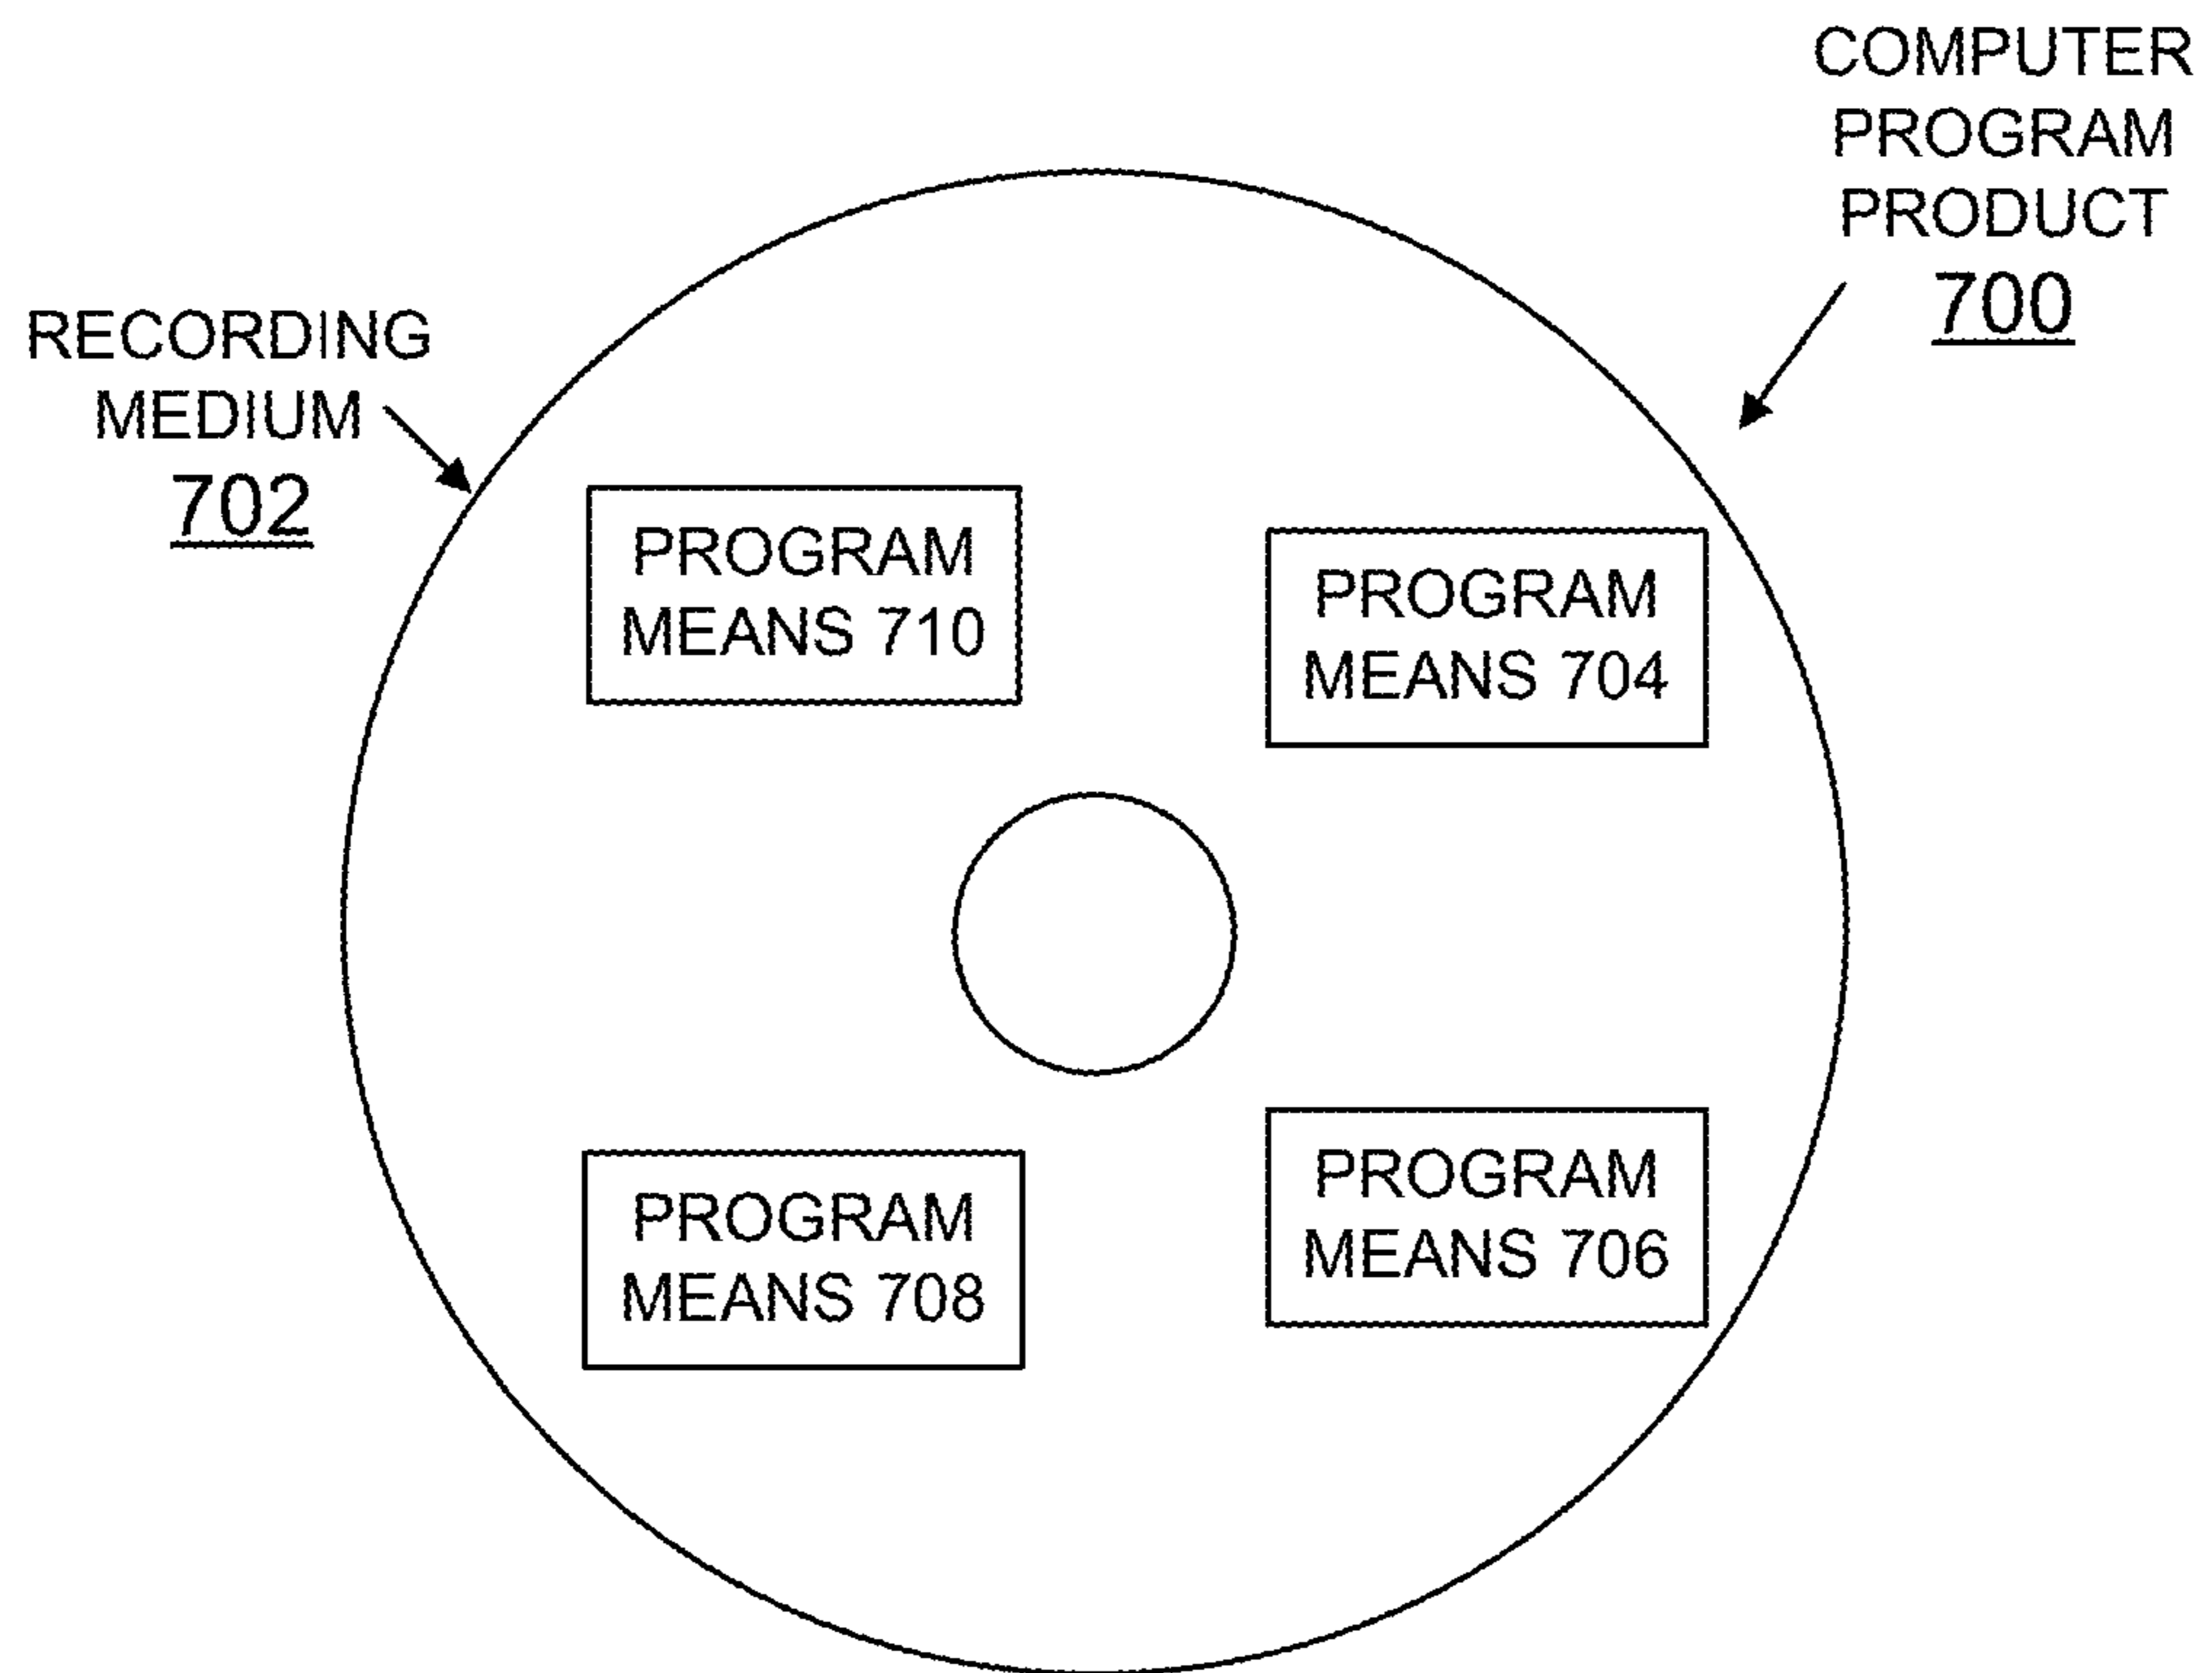 COMPUTER
PROGRAM
PRODUCT
700
RECORDING
MEDIUM
702
PROGRAM
MEANS 710
PROGRAM
MEANS 704
PROGRAM
MEANS 708
PROGRAM
MEANS 706